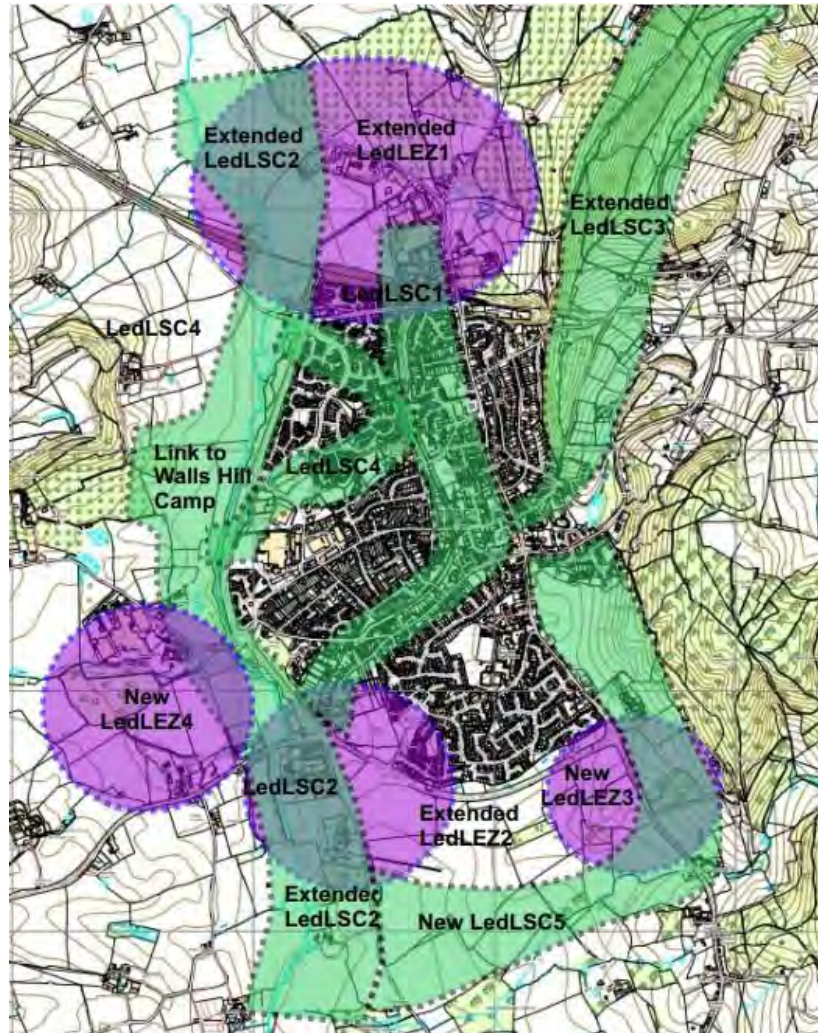 Extended
LedLSC2
Extended
LedLEZ1
Extended
LedLSC3
LedLSC1
LedLSC4
Link to
Walls Hill
Camp
LedLSC4
New
LedLEZ4
LedLSC2
New
LedLEZ3
Extended
LedLEZ2
Extended
LedLSC2
New LedLSC5